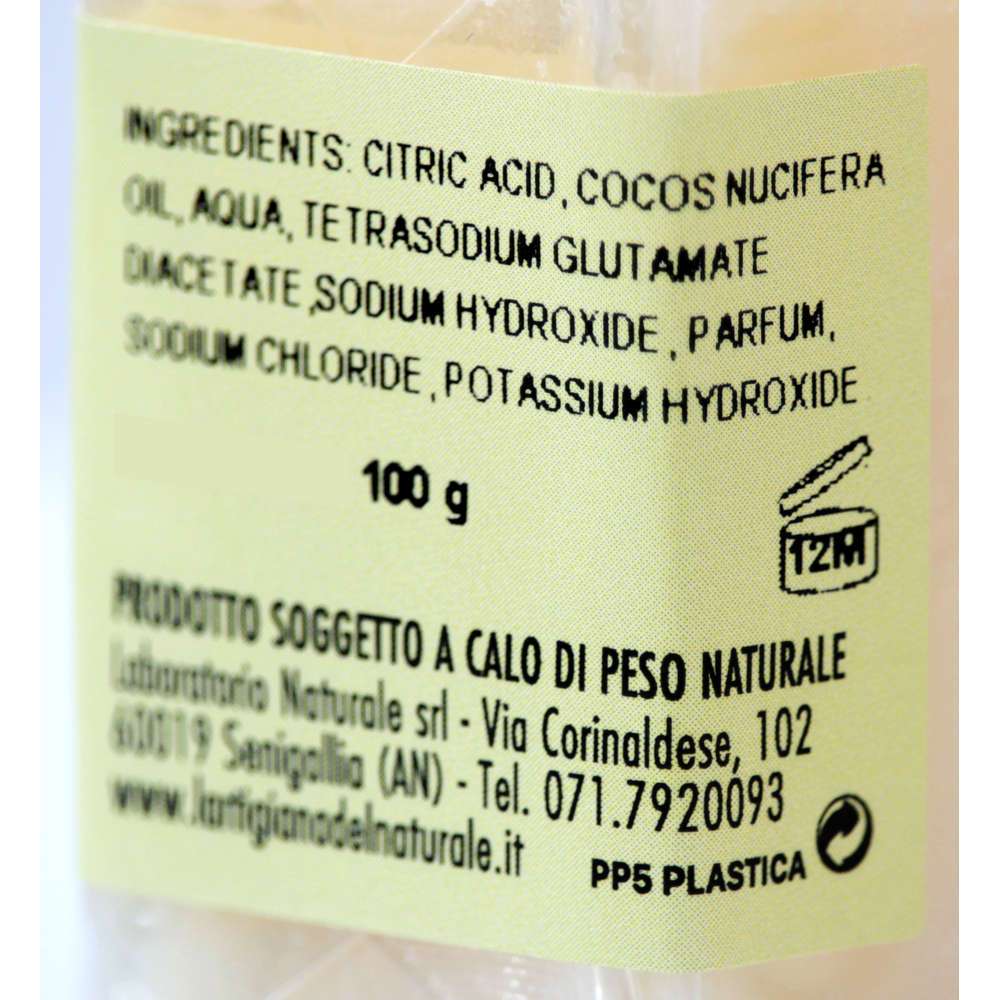 INGREDIENTS: CITRIC ACID, COCOS NUCIFERA
OIL, AQUA, TETRASODIUM GLUTAMATE
DIACETATE ,SODIUM HYDROXIDE , PARFUM,
SODIUM CHLORIDE , POTASSIUM HYDROXIDE
100 g
12M
PRODOTTO SOGGETTO A CALO DI PESO NATURALE
Laboratorio Naturale srl - Via Corinaldese, 102
60019 Senigallia (AN) - Tel. 071.7920093
www.lartigianodelnaturale.it
PP5 PLASTICA